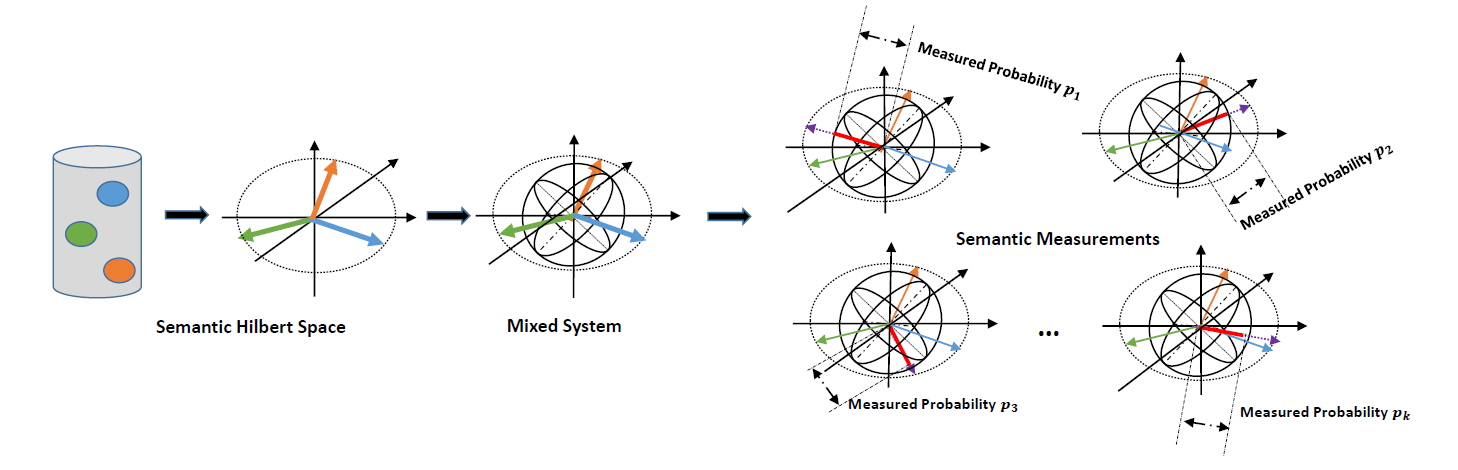 Measured Probability p₁
Measured Probability p₂
Semantic Measurements
Semantic Hilbert Space
Mixed System
...
Measured Probability p₃
Measured Probability pₖ